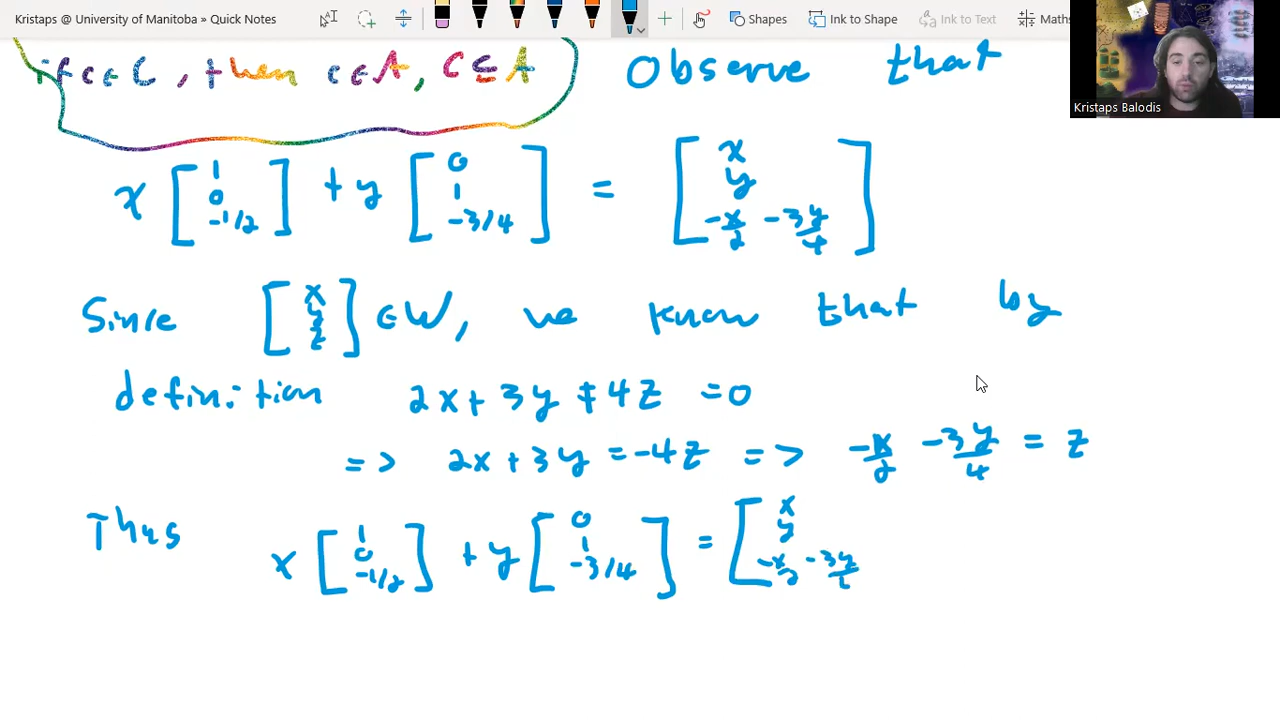 Kristaps @ University of Manitoba » Quick Notes
Shapes
Ink to Shape
Ink to Text
Maths
Kristaps Balodis
if c∈C, then c∈A, C⊆A Observe that
x [1 0 -1/2] + y [0 1 -3/4] = [x y -x/2 -3y/4]
Since [x y z] ∈ W, we know that by
definition 2x + 3y + 4z = 0
=> 2x + 3y = -4z => -x/2 -3y/4 = z
Thus x [1 0 -1/2] + y [0 1 -3/4] = [x y -x/2 -3y/